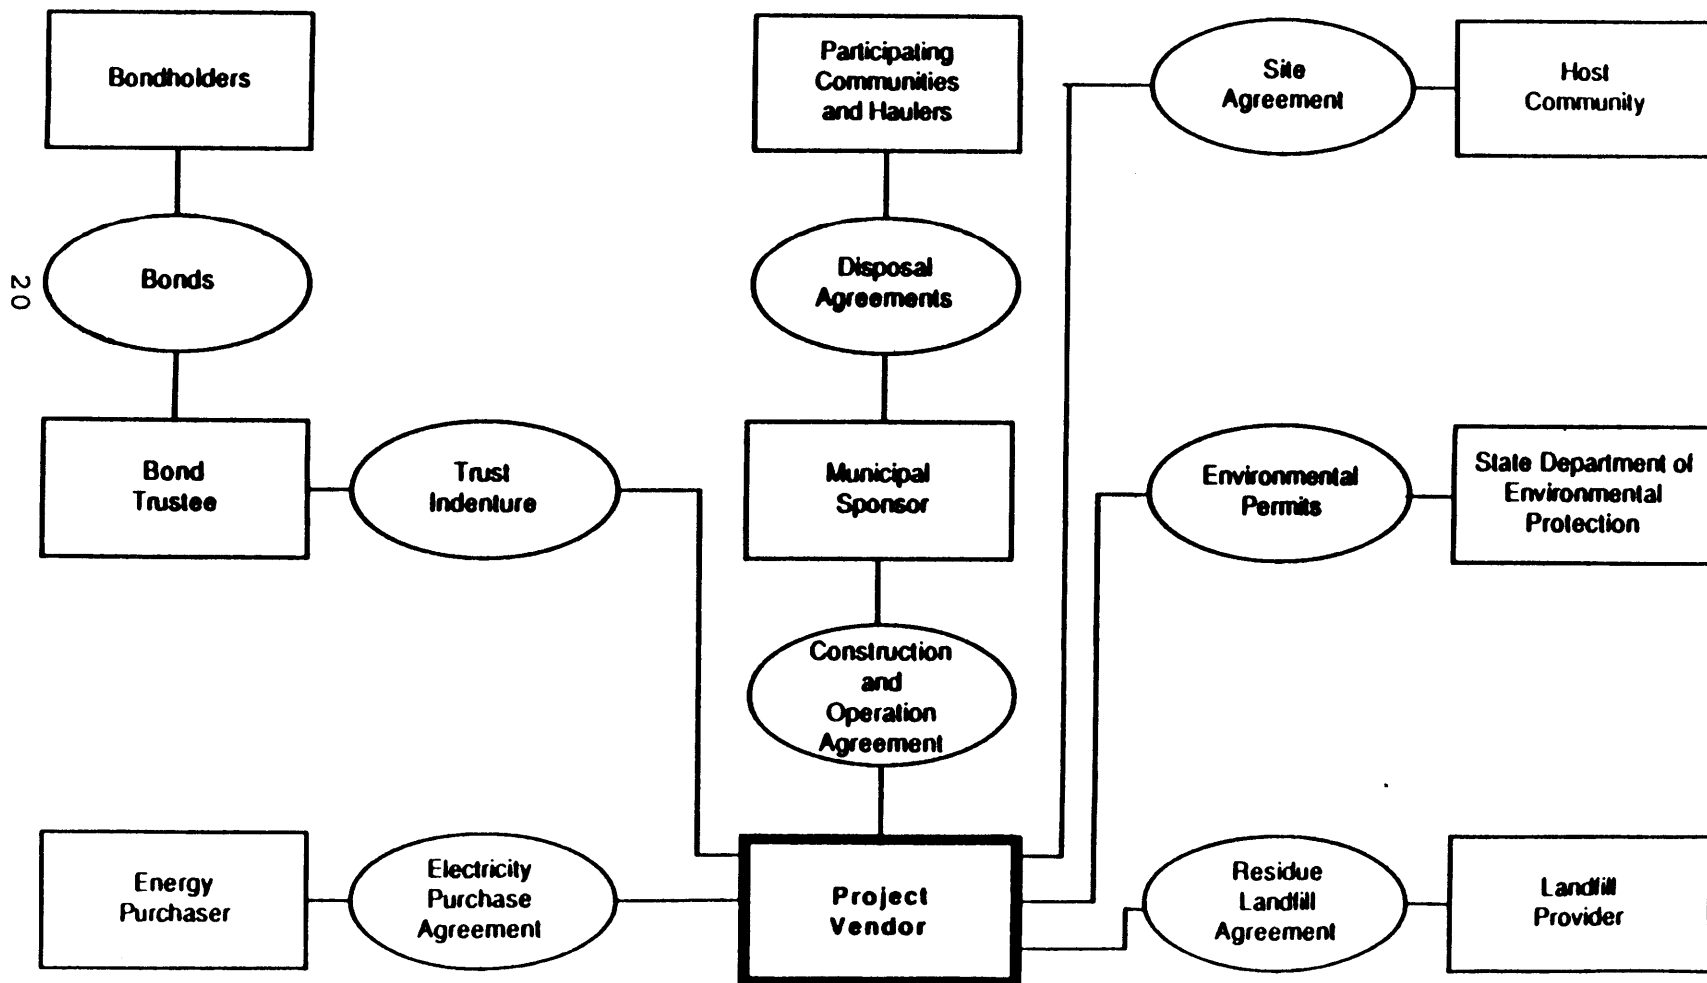 Bondholders
Participating
Communities
and Haulers
Site
Agreement
Host
Community
Bonds
Disposal
Agreements
20
Bond
Trustee
Trust
Indenture
Municipal
Sponsor
Environmental
Permits
State Department of
Environmental
Protection
Construction
and
Operation
Agreement
Energy
Purchaser
Electricity
Purchase
Agreement
Project
Vendor
Residue
Landfill
Agreement
Landfill
Provider